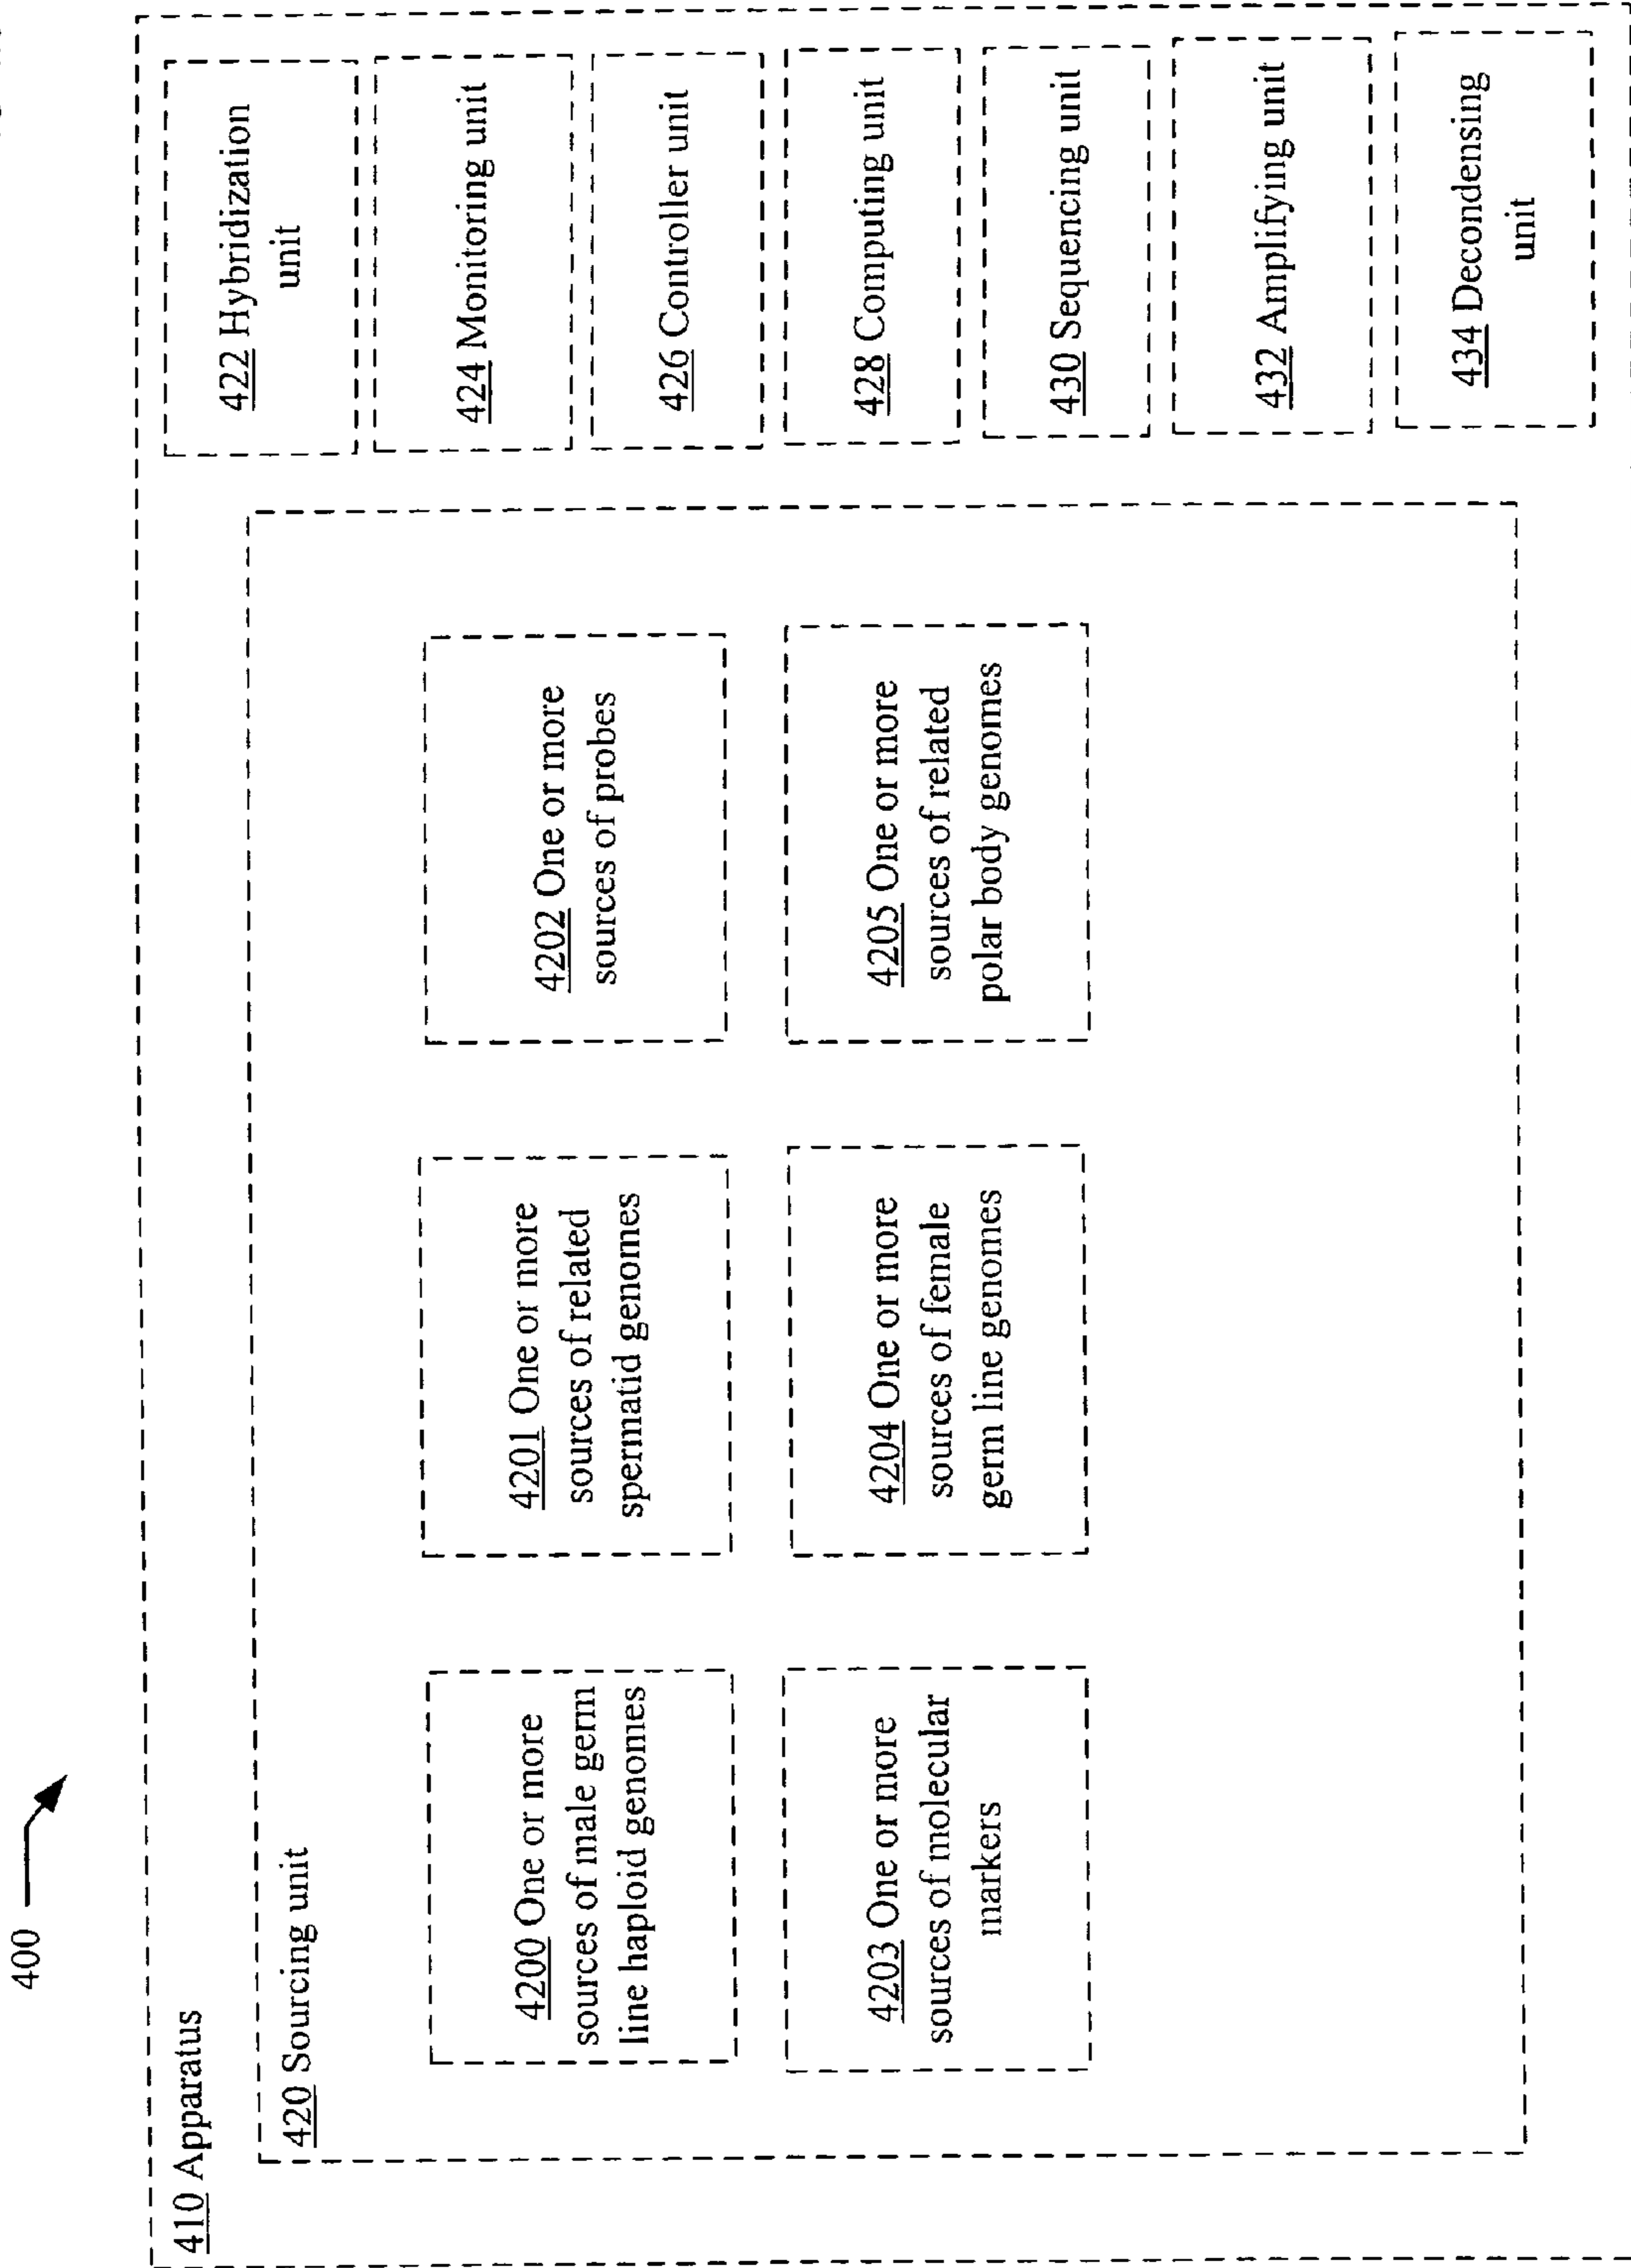 400
410 Apparatus
420 Sourcing unit
4200 One or more
sources of male germ
line haploid genomes
4201 One or more
sources of related
spermatid genomes
4202 One or more
sources of probes
4203 One or more
sources of molecular
markers
4204 One or more
sources of female
germ line genomes
4205 One or more
sources of related
polar body genomes
422 Hybridization
unit
424 Monitoring unit
426 Controller unit
428 Computing unit
430 Sequencing unit
432 Amplifying unit
434 Decondensing
unit